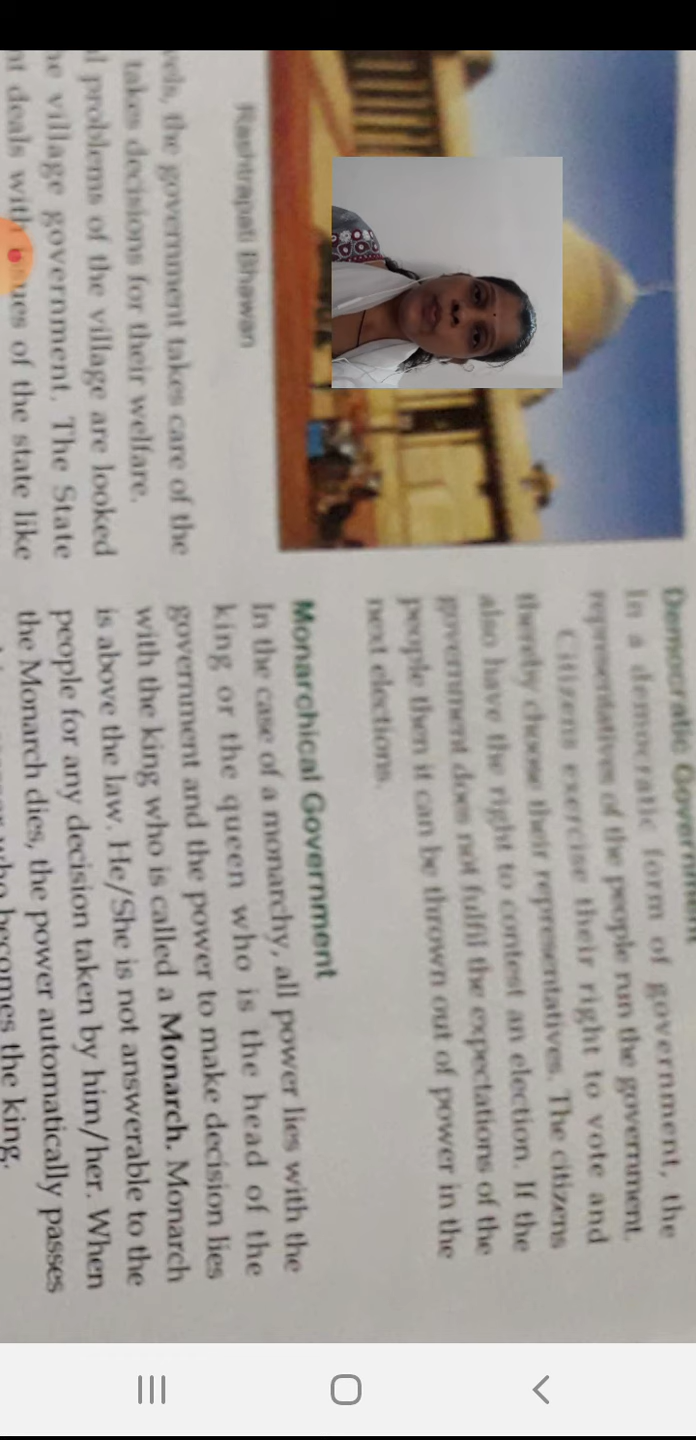 Rashtrapati Bhawan
vels, the government takes care of the
takes decisions for their welfare.
l problems of the village are looked
he village government. The State
nt deals with issues of the state like
Democratic Government
In a democratic form of government, the
representatives of the people run the government.
Citizens exercise their right to vote and
thereby choose their representatives. The citizens
also have the right to contest an election. If the
government does not fulfil the expectations of the
people then it can be thrown out of power in the
next elections.
Monarchical Government
In the case of a monarchy, all power lies with the
king or the queen who is the head of the
government and the power to make decision lies
with the king who is called a Monarch. Monarch
is above the law. He/She is not answerable to the
people for any decision taken by him/her. When
the Monarch dies, the power automatically passes
who becomes the king.